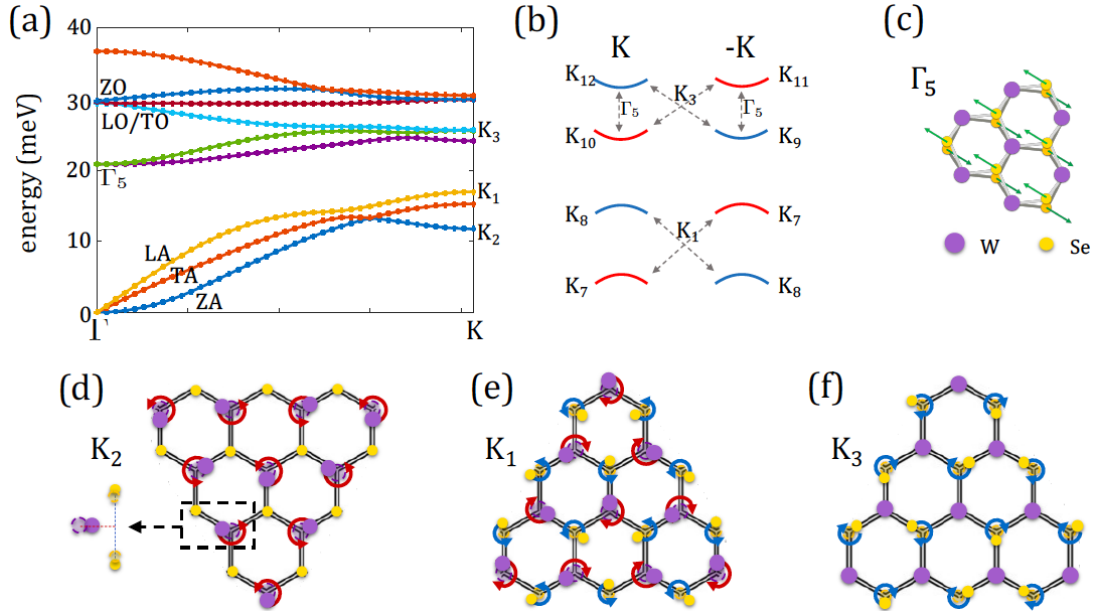 (a)
energy (meV)
40
30
20
10
0
Γ
K
ZO
LO/TO
Γ5
LA
TA
ZA
K3
K1
K2
(b)
K
-K
K12
K11
K3
Γ5
Γ5
K10
K9
K8
K7
K1
K7
K8
(c)
Γ5
W
Se
(d)
K2
(e)
K1
(f)
K3